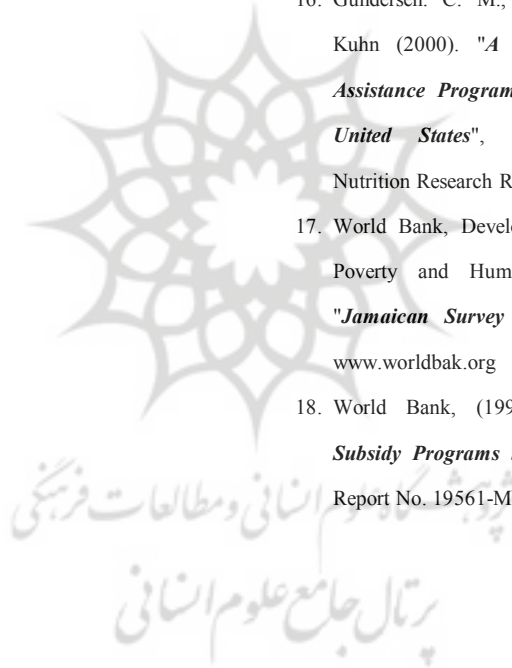 16. Gundersen. C. M.,
Kuhn (2000). "A
Assistance Program
United States",
Nutrition Research R
17. World Bank, Devel
Poverty and Hum
"Jamaican Survey
www.worldbak.org
18. World Bank, (199
Subsidy Programs
Report No. 19561-M
پژوهشگاه علوم انسانی و مطالعات فرهنگی
پرتال جامع علوم انسانی